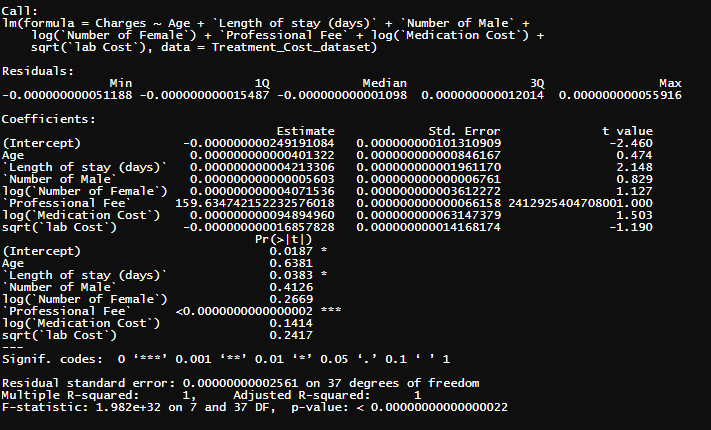 Call:
lm(formula = Charges ~ Age + `Length of stay (days)` + `Number of Male` +
    log(`Number of Female`) + `Professional Fee` + log(`Medication Cost`) +
    sqrt(`lab Cost`), data = Treatment_Cost_dataset)
Residuals:
Min 1Q Median 3Q Max
-0.000000000051188 -0.000000000015487 -0.000000000001098 0.000000000012014 0.000000000055916
Coefficients:
Estimate Std. Error t value
(Intercept) -0.000000000249191084 0.000000000101310909 -2.460
Age 0.000000000000401322 0.000000000000846167 0.474
`Length of stay (days)` 0.000000000004213306 0.000000000001961170 2.148
`Number of Male` 0.000000000000005603 0.000000000000006761 0.829
log(`Number of Female`) 0.000000000004071536 0.000000000003612272 1.127
`Professional Fee` 159.634742152232576018 0.000000000000066158 2412925404708001.000
log(`Medication Cost`) 0.000000000094894960 0.000000000063147379 1.503
sqrt(`lab Cost`) -0.000000000016857828 0.000000000014168174 -1.190
Pr(>|t|)
(Intercept) 0.0187 *
Age 0.6381
`Length of stay (days)` 0.0383 *
`Number of Male` 0.4126
log(`Number of Female`) 0.2669
`Professional Fee` <0.0000000000000002 ***
log(`Medication Cost`) 0.1414
sqrt(`lab Cost`) 0.2417
---
Signif. codes:  0 ‘***’ 0.001 ‘**’ 0.01 ‘*’ 0.05 ‘.’ 0.1 ‘ ’ 1
Residual standard error: 0.00000000002561 on 37 degrees of freedom
Multiple R-squared:      1,	Adjusted R-squared:      1
F-statistic: 1.982e+32 on 7 and 37 DF,  p-value: < 0.00000000000000022